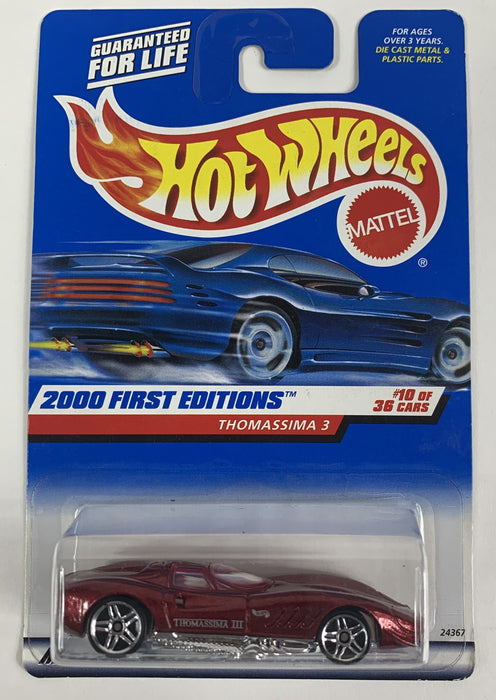 GUARANTEED
FOR LIFE
FOR AGES
OVER 3 YEARS.
DIE CAST METAL &
PLASTIC PARTS.
HOT WHEELS
MATTEL
®
2000 FIRST EDITIONS™
#10 OF
36 CARS
THOMASSIMA 3
THOMASSIMA III
24367